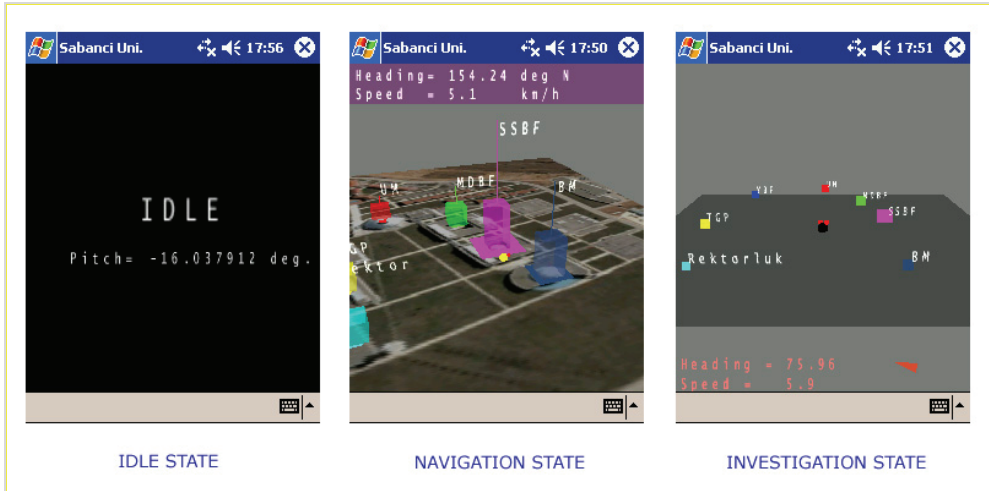 Sabanci Uni. 17:56
IDLE
Pitch= -16.037912 deg.
IDLE STATE
Sabanci Uni. 17:50
Heading= 154.24 deg N
Speed = 5.1 km/h
SSBF
UM MDBF BM
GP
ektor
NAVIGATION STATE
Sabanci Uni. 17:51
UM
YBF MDBF
TGP SSBF
Rektorluk BM
Heading = 75.96
Speed = 5.9
INVESTIGATION STATE